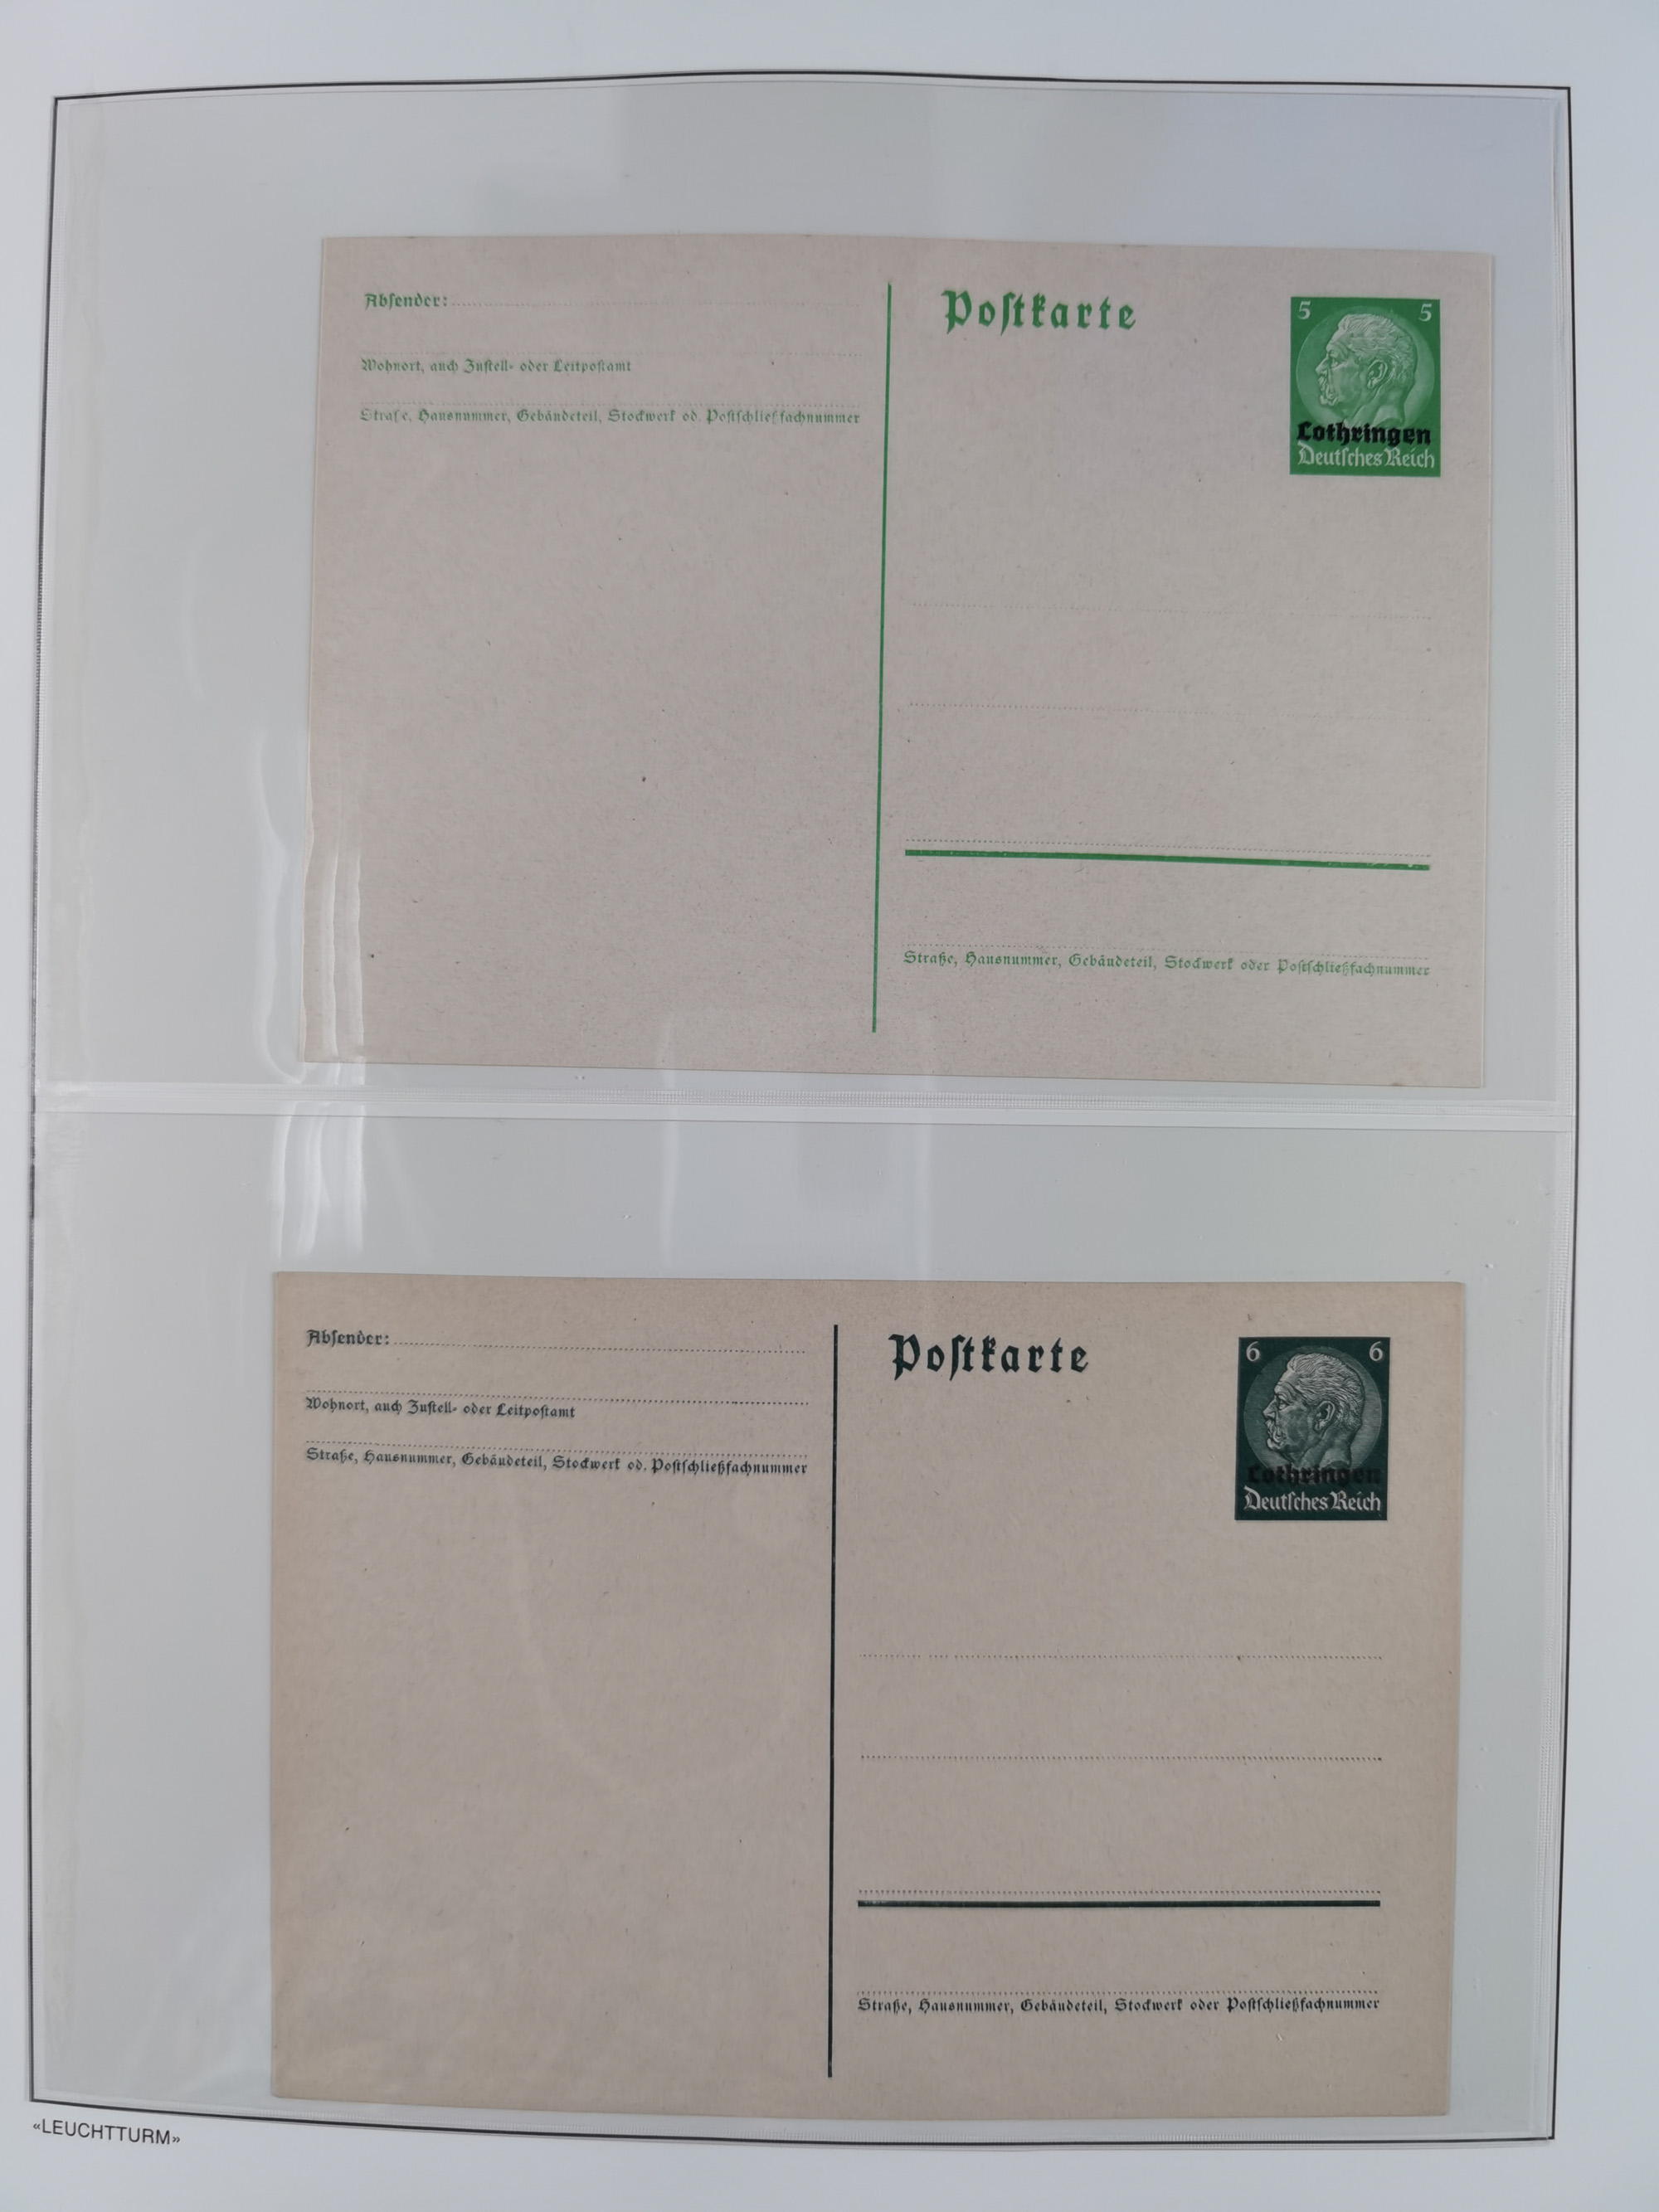 Absender:
Wohnort, auch Zustell- oder Leitpostamt
Straße, Hausnummer, Gebäudeteil, Stockwerk od. Postschließfachnummer
Postkarte
5 5
Lothringen
Deutsches Reich
Straße, Hausnummer, Gebäudeteil, Stockwerk oder Postschließfachnummer
Absender:
Wohnort, auch Zustell- oder Leitpostamt
Straße, Hausnummer, Gebäudeteil, Stockwerk od. Postschließfachnummer
Postkarte
6 6
Lothringen
Deutsches Reich
Straße, Hausnummer, Gebäudeteil, Stockwerk oder Postschließfachnummer
«LEUCHTTURM»